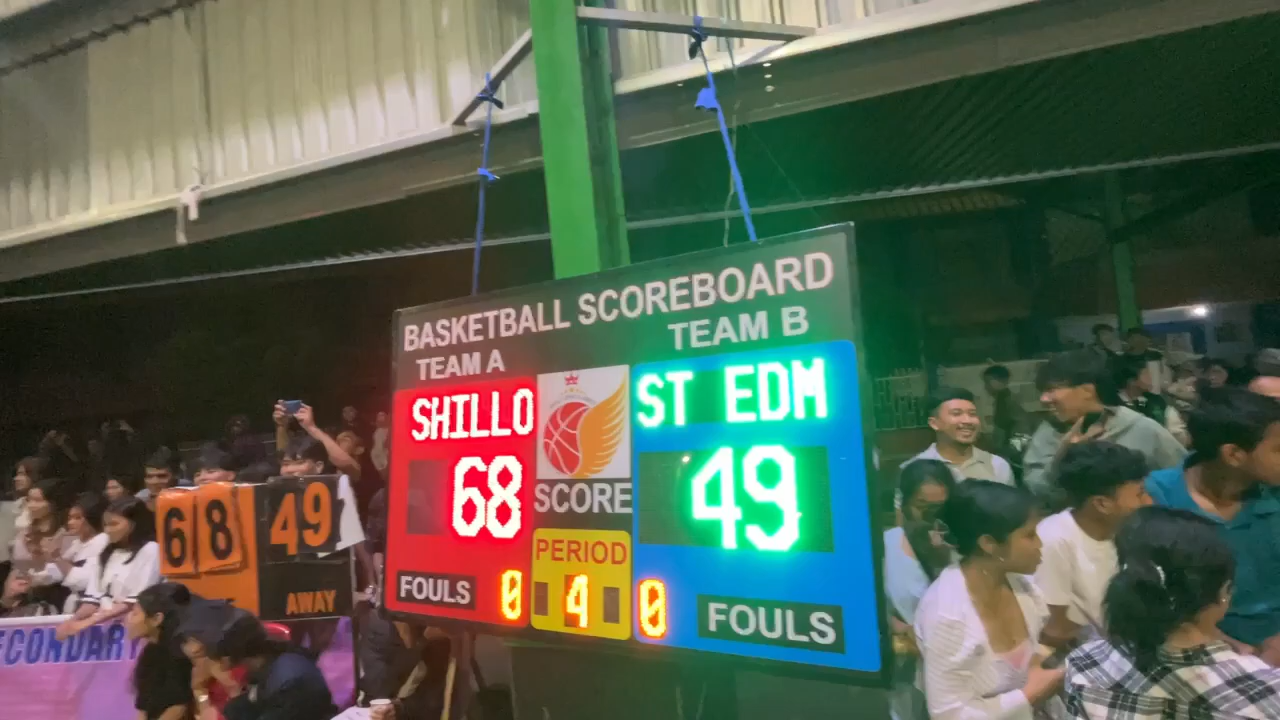 BASKETBALL SCOREBOARD
TEAM A
TEAM B
SHILLO
ST EDM
68
SCORE
49
PERIOD
FOULS
0
4
0
FOULS
68
49
AWAY